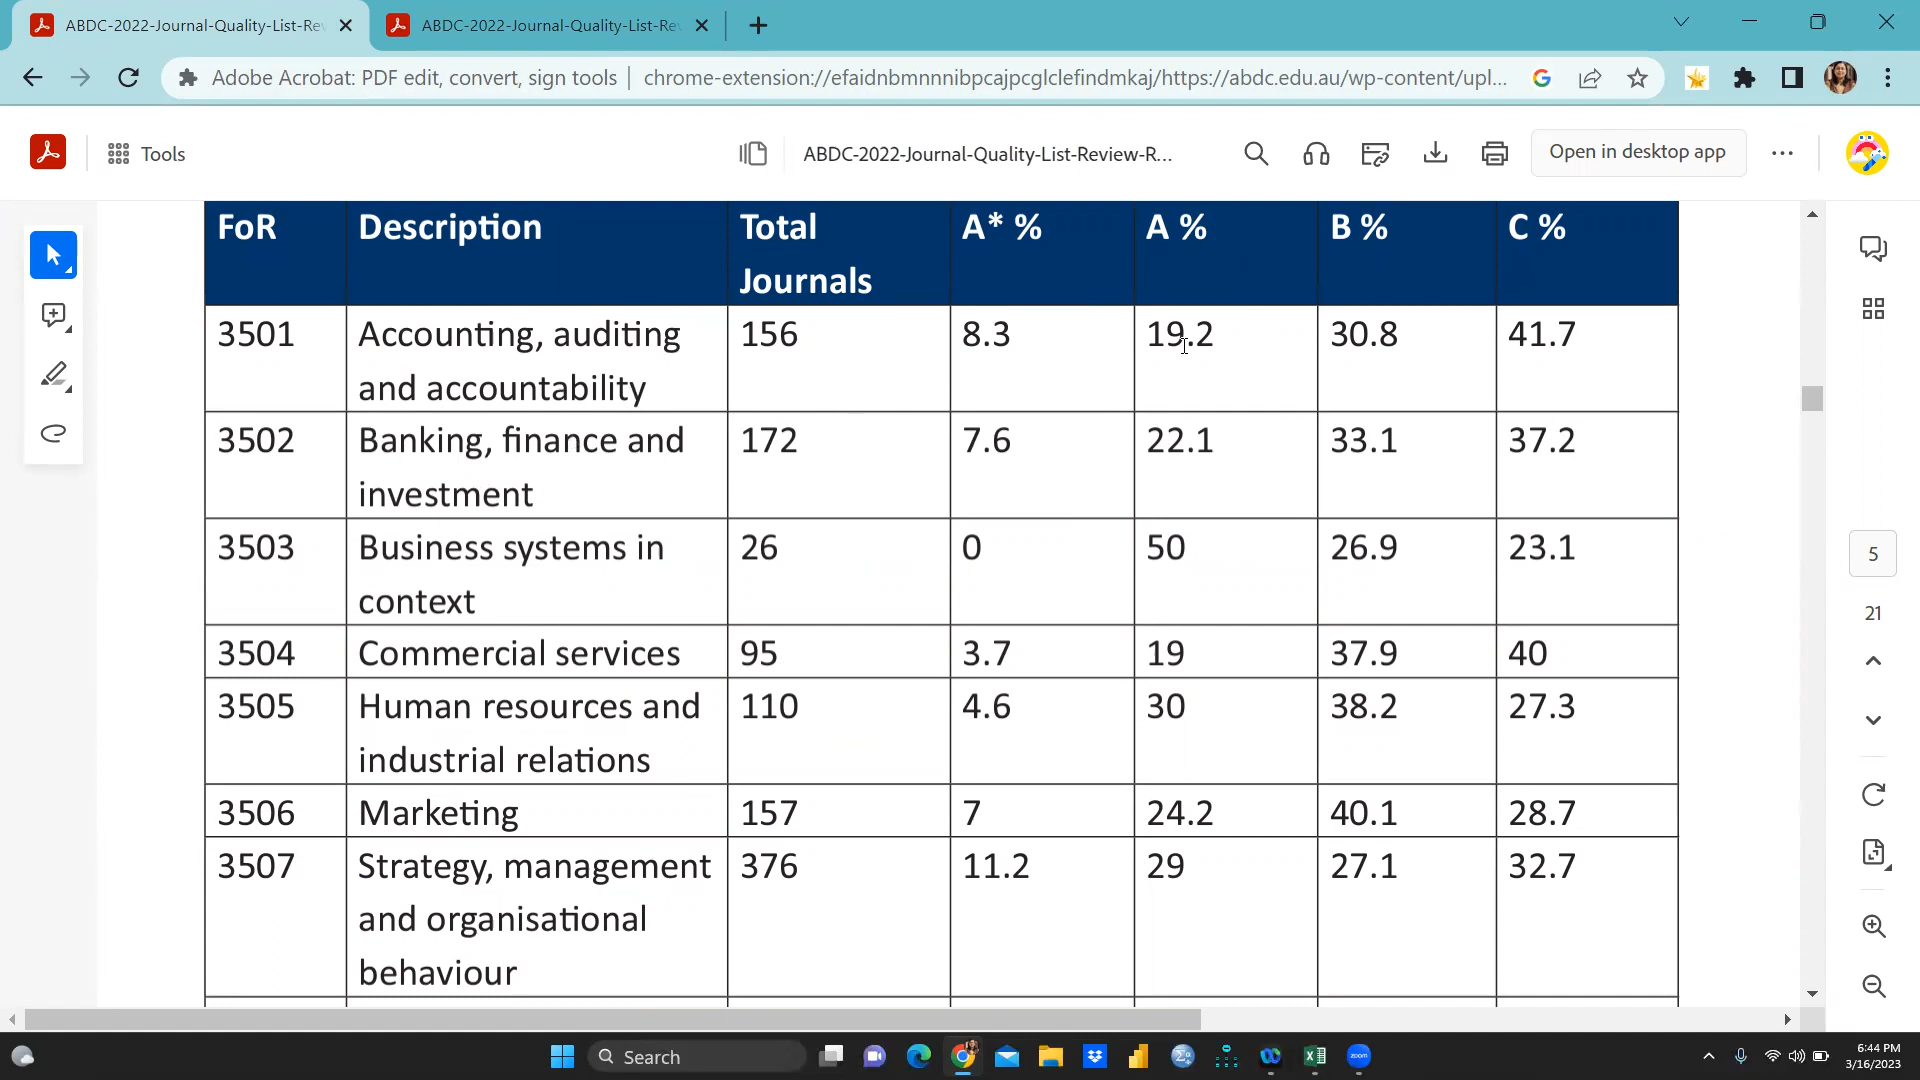 ABDC-2022-Journal-Quality-List-Re
ABDC-2022-Journal-Quality-List-Re
Adobe Acrobat: PDF edit, convert, sign tools | chrome-extension://efaidnbmnnnibpcajpcglclefindmkaj/https://abdc.edu.au/wp-content/upl...
Tools
ABDC-2022-Journal-Quality-List-Review-R...
Open in desktop app
FoR Description Total A* % A % B % C %
Journals
3501 Accounting, auditing 156 8.3 19.2 30.8 41.7
and accountability
3502 Banking, finance and 172 7.6 22.1 33.1 37.2
investment
3503 Business systems in 26 0 50 26.9 23.1
context
3504 Commercial services 95 3.7 19 37.9 40
3505 Human resources and 110 4.6 30 38.2 27.3
industrial relations
3506 Marketing 157 7 24.2 40.1 28.7
3507 Strategy, management 376 11.2 29 27.1 32.7
and organisational
behaviour
5
21
Search
zoom
6:44 PM
3/16/2023